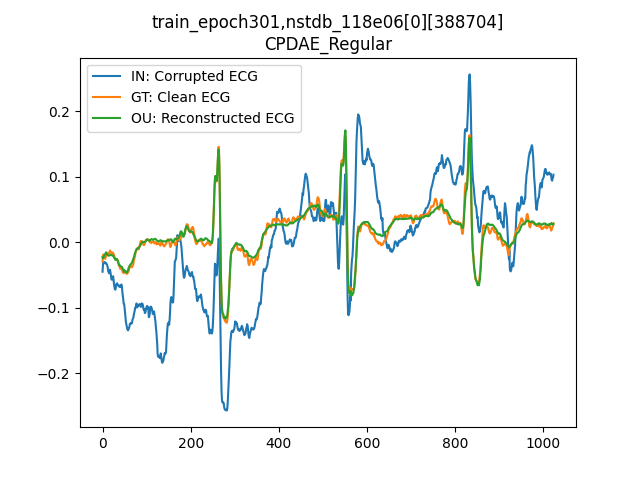 train_epoch301,nstdb_118e06[0][388704]
CPDAE_Regular
IN: Corrupted ECG
GT: Clean ECG
OU: Reconstructed ECG
0.2
0.1
0.0
−0.1
−0.2
0 200 400 600 800 1000